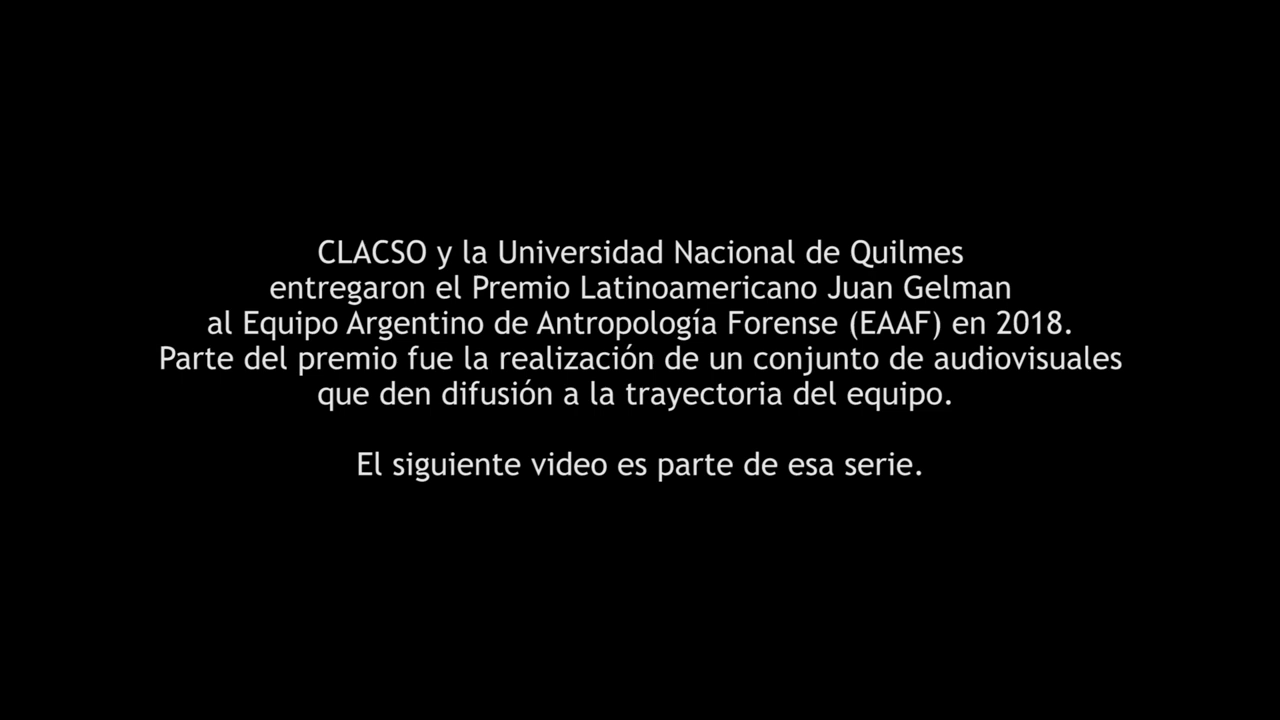 CLACSO y la Universidad Nacional de Quilmes
entregaron el Premio Latinoamericano Juan Gelman
al Equipo Argentino de Antropología Forense (EAAF) en 2018.
Parte del premio fue la realización de un conjunto de audiovisuales
que den difusión a la trayectoria del equipo.
El siguiente video es parte de esa serie.